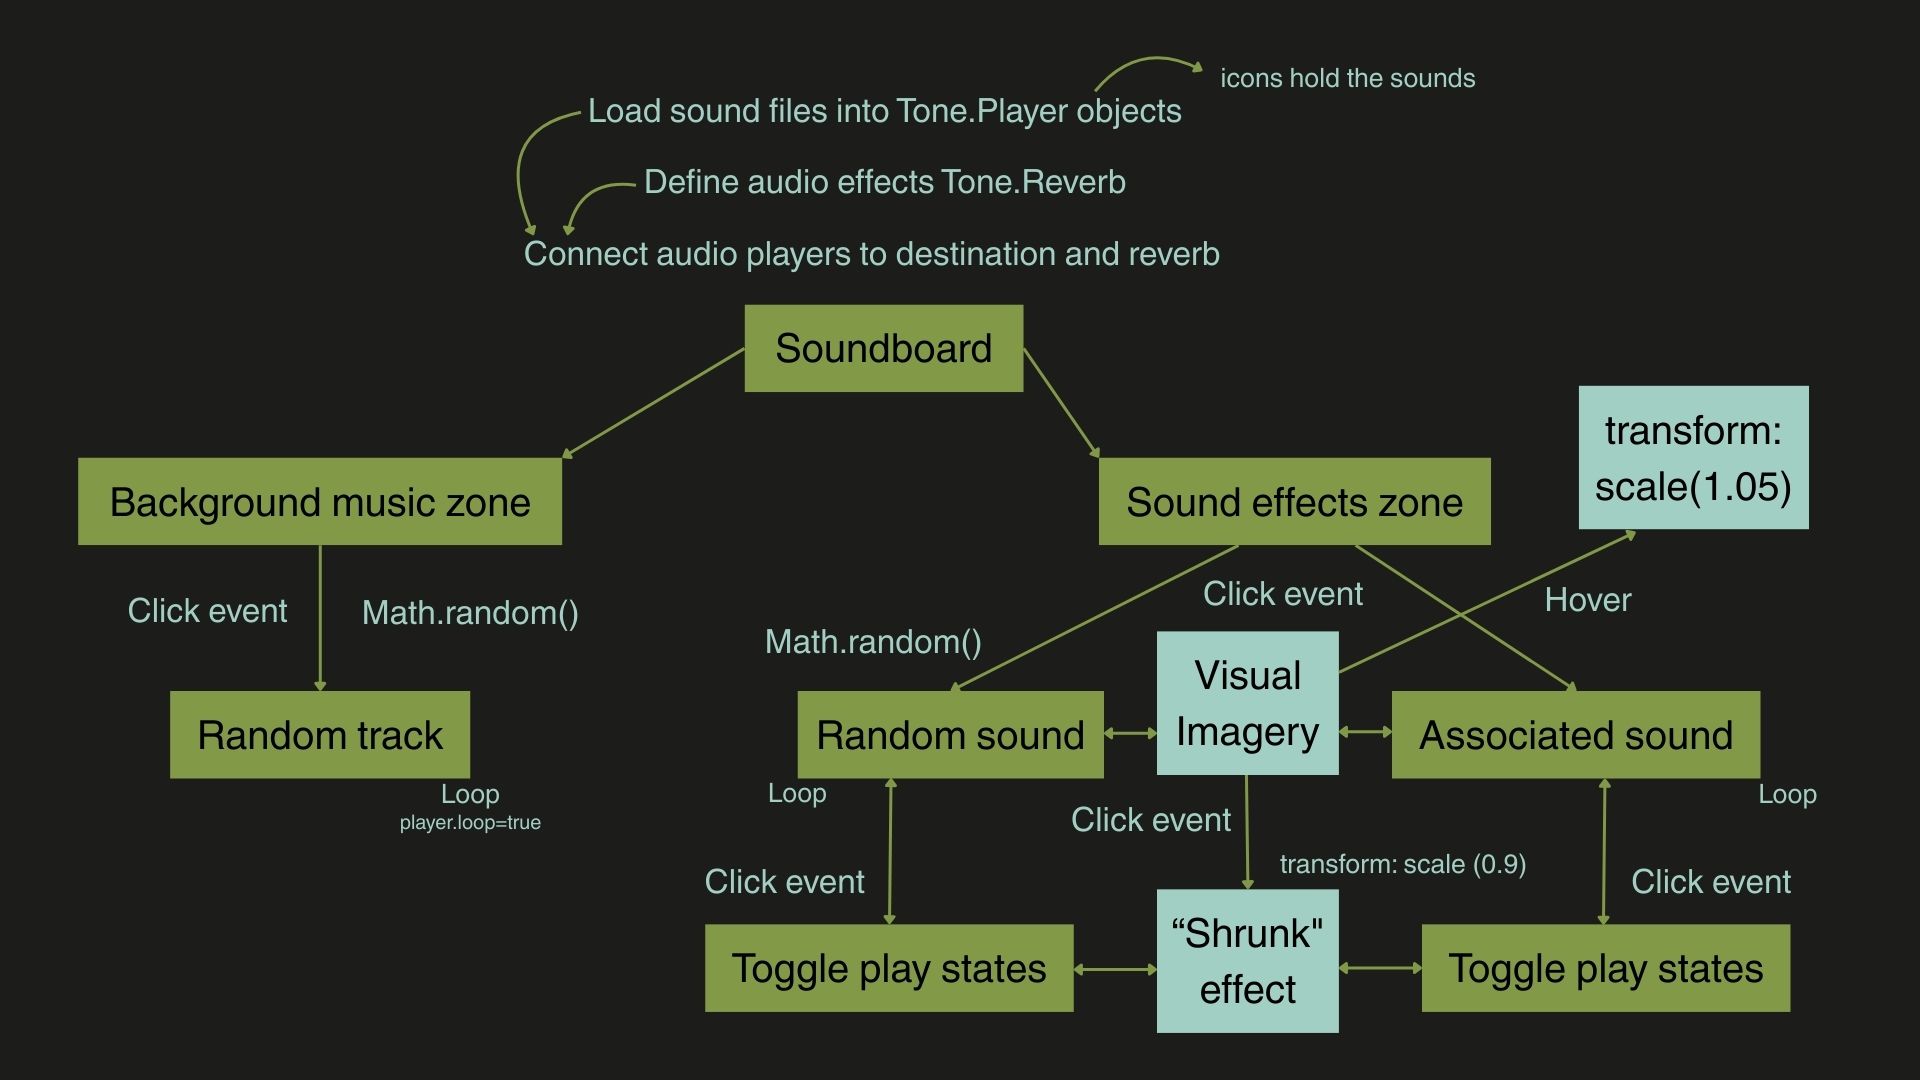 icons hold the sounds
Load sound files into Tone.Player objects
Define audio effects Tone.Reverb
Connect audio players to destination and reverb
Soundboard
transform:
scale(1.05)
Background music zone
Sound effects zone
Click event
Math.random()
Click event
Hover
Math.random()
Visual
Imagery
Random track
Random sound
Associated sound
Loop
player.loop=true
Loop
Loop
Click event
transform: scale (0.9)
Click event
Click event
“Shrunk"
effect
Toggle play states
Toggle play states